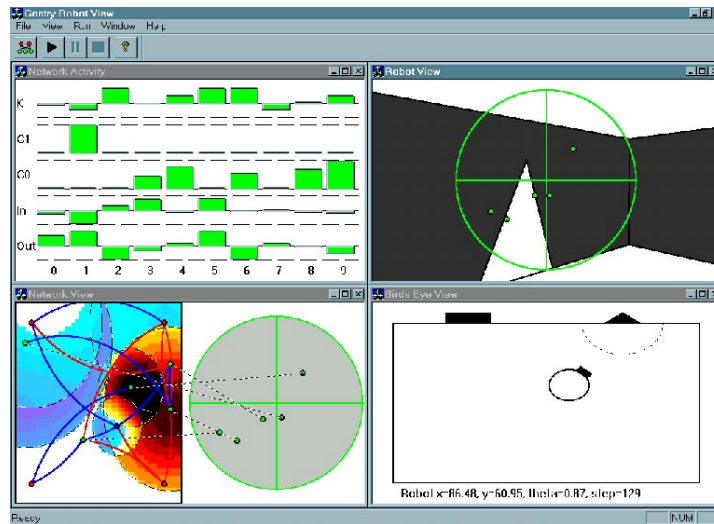 Gantry Robot View
File View Run Window Help
Network Activity
K
C1
C0
In
Out
0 1 2 3 4 5 6 7 8 9
Robot View
Network View
Birds Eye View
Robot x=86.48, y=60.95, theta=0.87, step=129
Ready
NUM